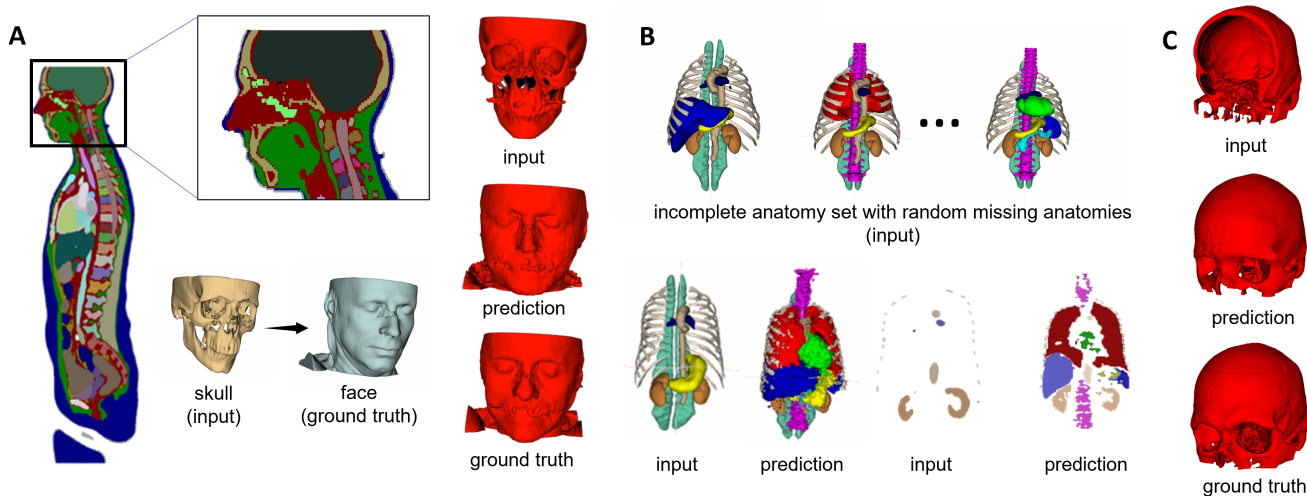 A
input
prediction
skull
(input)
face
(ground truth)
ground truth
B
incomplete anatomy set with random missing anatomies
(input)
input
prediction
input
prediction
C
input
prediction
ground truth